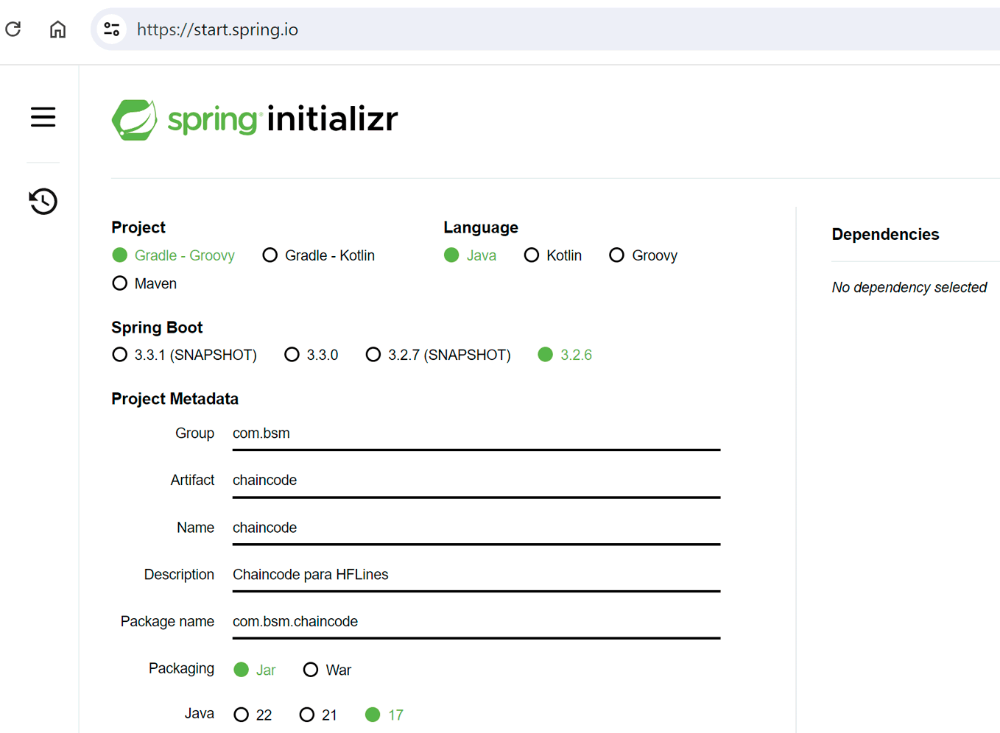 https://start.spring.io
spring initializr
Project
Gradle - Groovy Gradle - Kotlin
Maven
Language
Java Kotlin Groovy
Dependencies
No dependency selected
Spring Boot
3.3.1 (SNAPSHOT) 3.3.0 3.2.7 (SNAPSHOT) 3.2.6
Project Metadata
Group com.bsm
Artifact chaincode
Name chaincode
Description Chaincode para HFLines
Package name com.bsm.chaincode
Packaging Jar War
Java 22 21 17